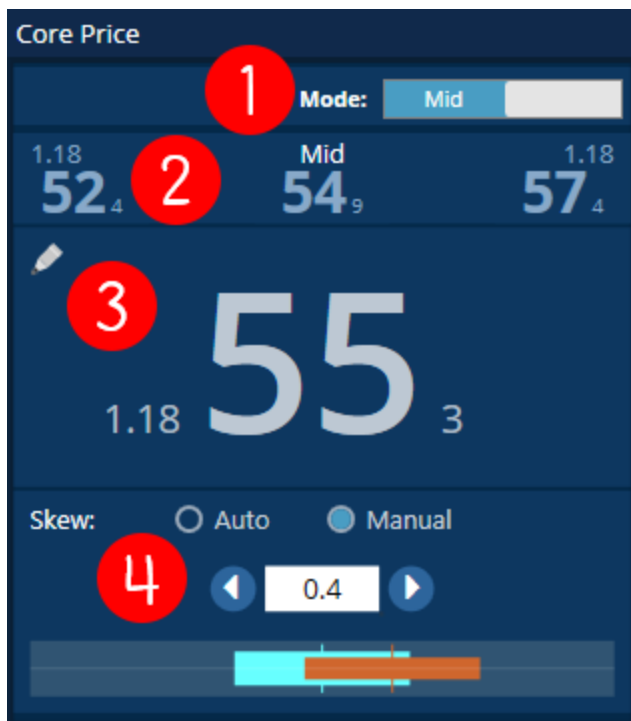 Core Price
1 Mode: Mid
1.18 Mid 1.18
52 4 2 54 9 57 4
3
1.18 55 3
Skew: Auto Manual
4 0.4